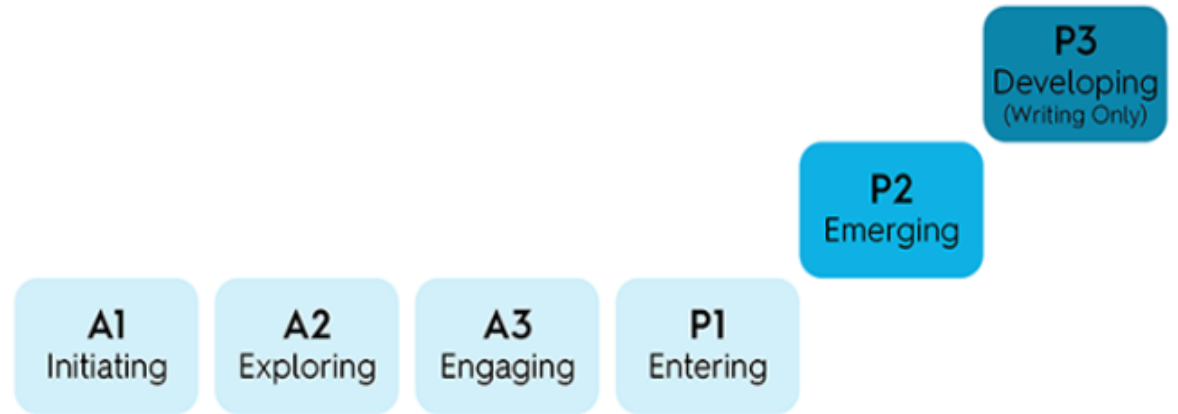 P3
Developing
(Writing Only)
P2
Emerging
A1
Initiating
A2
Exploring
A3
Engaging
P1
Entering